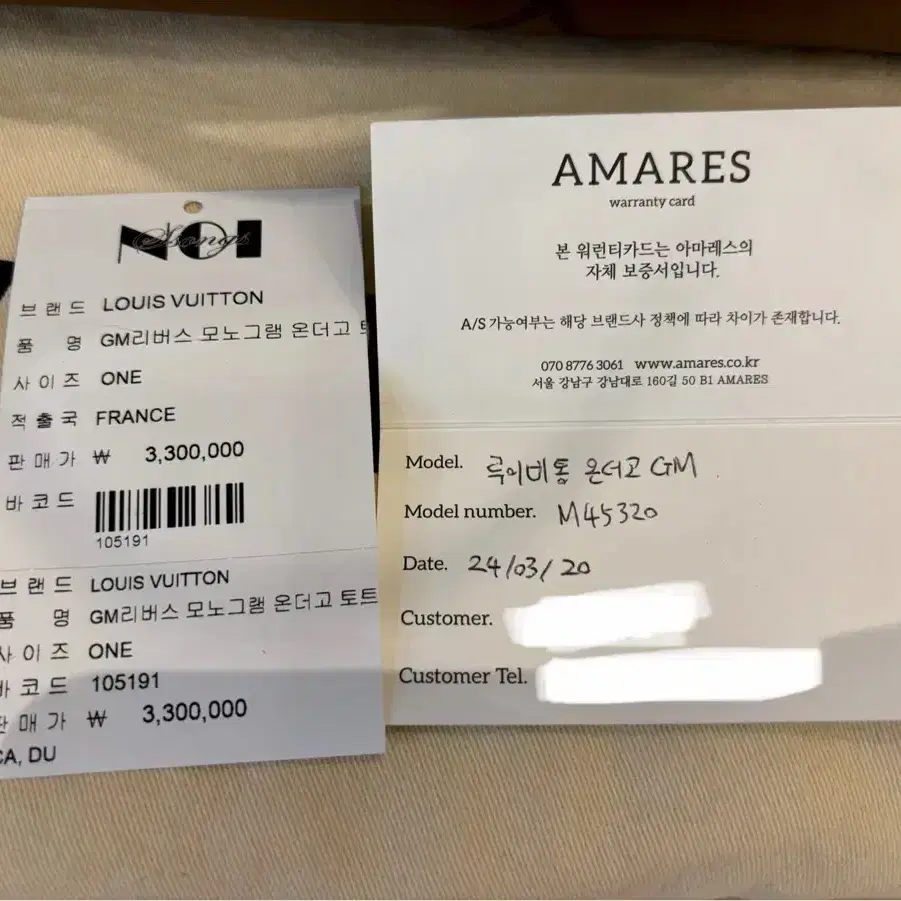 NOI
브랜드 LOUIS VUITTON
품 명 GM리버스 모노그램 온더고
사이즈 ONE
적출국 FRANCE
판매가 ₩ 3,300,000
바코드
105191
브랜드 LOUIS VUITTON
품 명 GM리버스 모노그램 온더고 토트
사이즈 ONE
바코드 105191
판매가 ₩ 3,300,000
CA, DU
AMARES
warranty card
본 워런티카드는 아마레스의
자체 보증서입니다.
A/S 가능여부는 해당 브랜드사 정책에 따라 차이가 존재합니다.
070 8776 3061 www.amares.co.kr
서울 강남구 강남대로 160길 50 B1 AMARES
Model. 루이비통 온더고 GM
Model number. M45320
Date. 24/03/20
Customer.
Customer Tel.